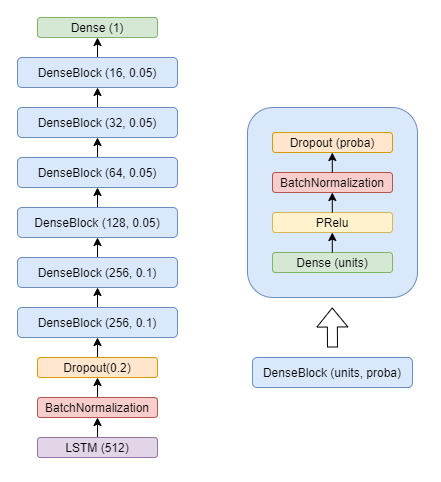 Dense (1)
DenseBlock (16, 0.05)
DenseBlock (32, 0.05)
DenseBlock (64, 0.05)
DenseBlock (128, 0.05)
DenseBlock (256, 0.1)
DenseBlock (256, 0.1)
Dropout(0.2)
BatchNormalization
LSTM (512)
Dropout (proba)
BatchNormalization
PRelu
Dense (units)
DenseBlock (units, proba)